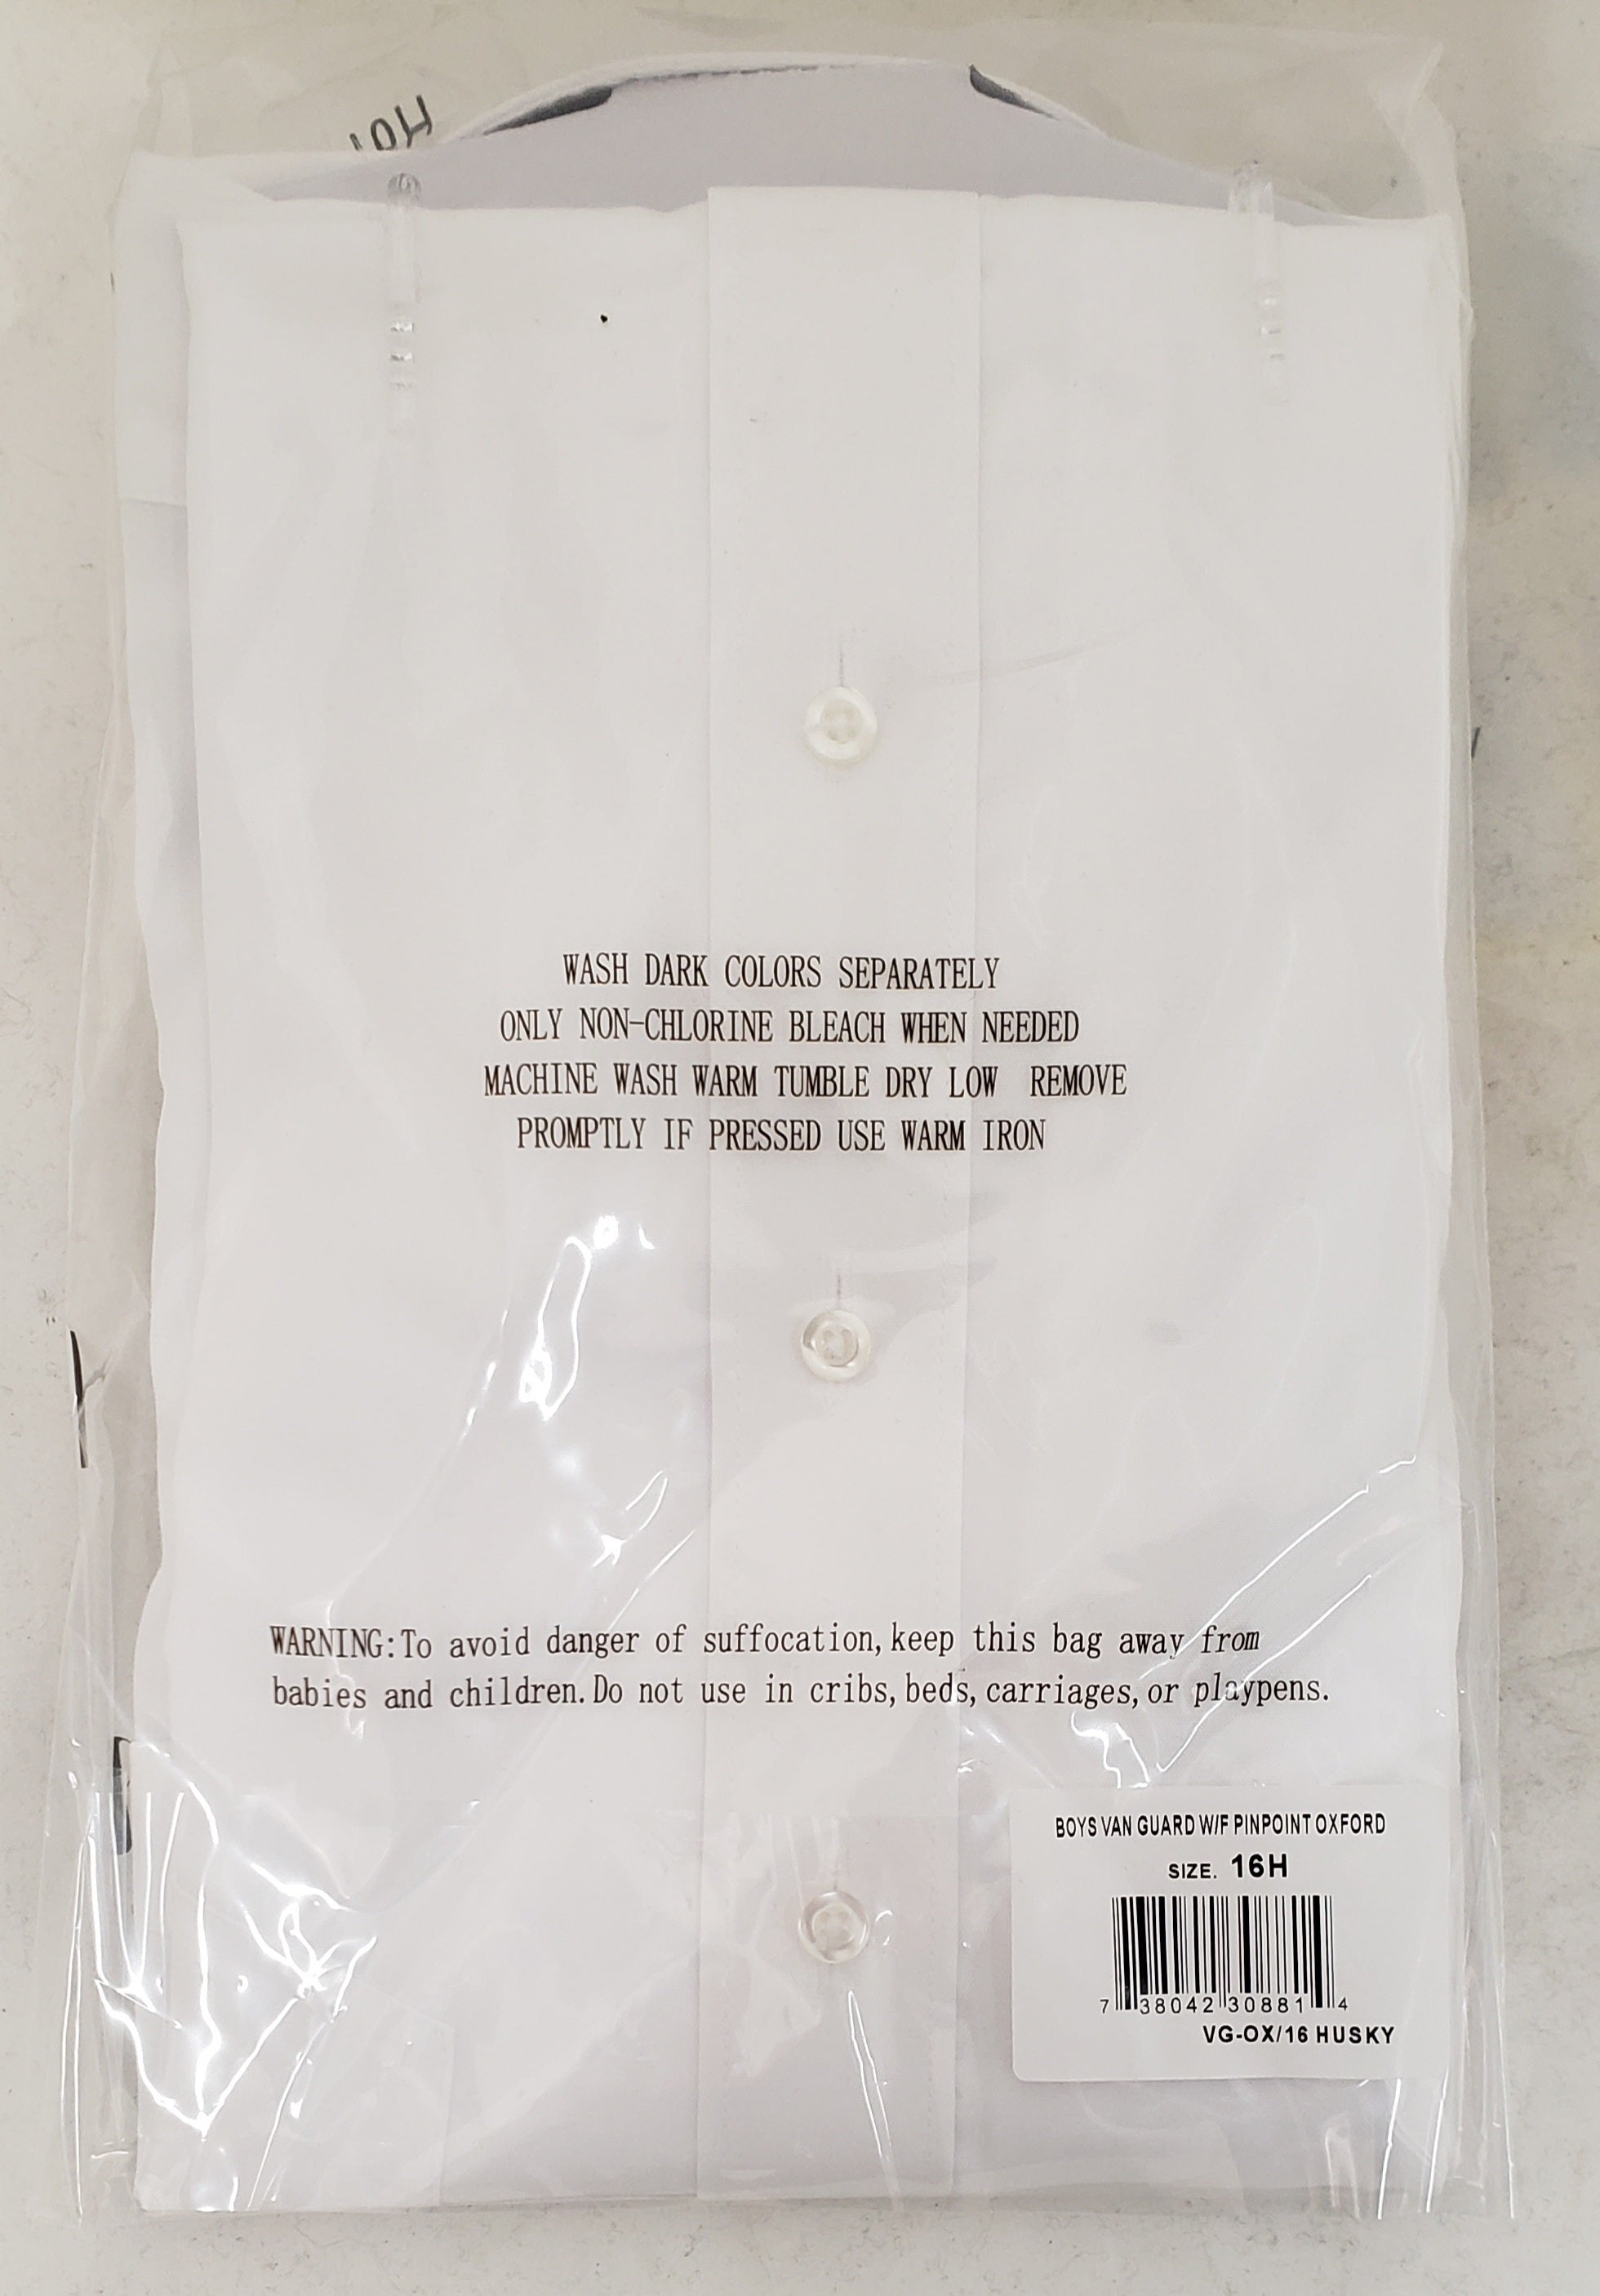 WASH DARK COLORS SEPARATELY
ONLY NON-CHLORINE BLEACH WHEN NEEDED
MACHINE WASH WARM TUMBLE DRY LOW REMOVE
PROMPTLY IF PRESSED USE WARM IRON
WARNING:To avoid danger of suffocation,keep this bag away from
babies and children.Do not use in cribs,beds,carriages,or playpens.
BOYS VAN GUARD W/F PINPOINT OXFORD
SIZE. 16H
7 38042 30881 4
VG-OX/16 HUSKY